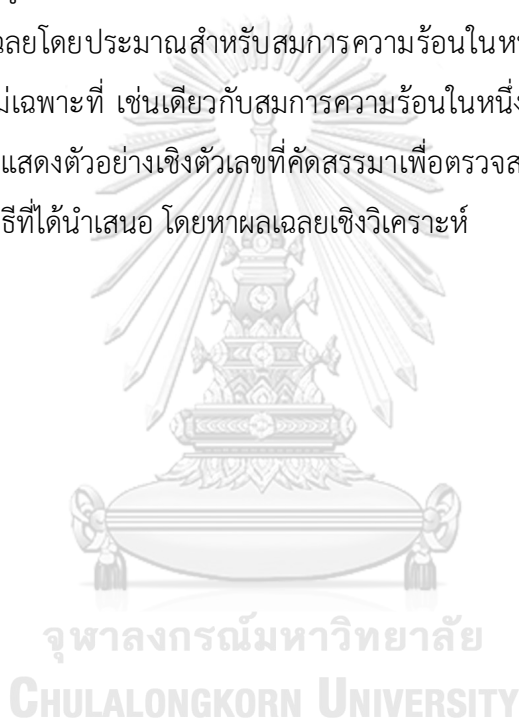 ฉลยโดยประมาณสำหรับสมการความร้อนในห
ม่เฉพาะที่ เช่นเดียวกับสมการความร้อนในหนึ่ง
แสดงตัวอย่างเชิงตัวเลขที่คัดสรรมาเพื่อตรวจส
ธีที่ได้นำเสนอ โดยหาผลเฉลยเชิงวิเคราะห์
จุฬาลงกรณ์มหาวิทยาลัย
CHULALONGKORN UNIVERSITY